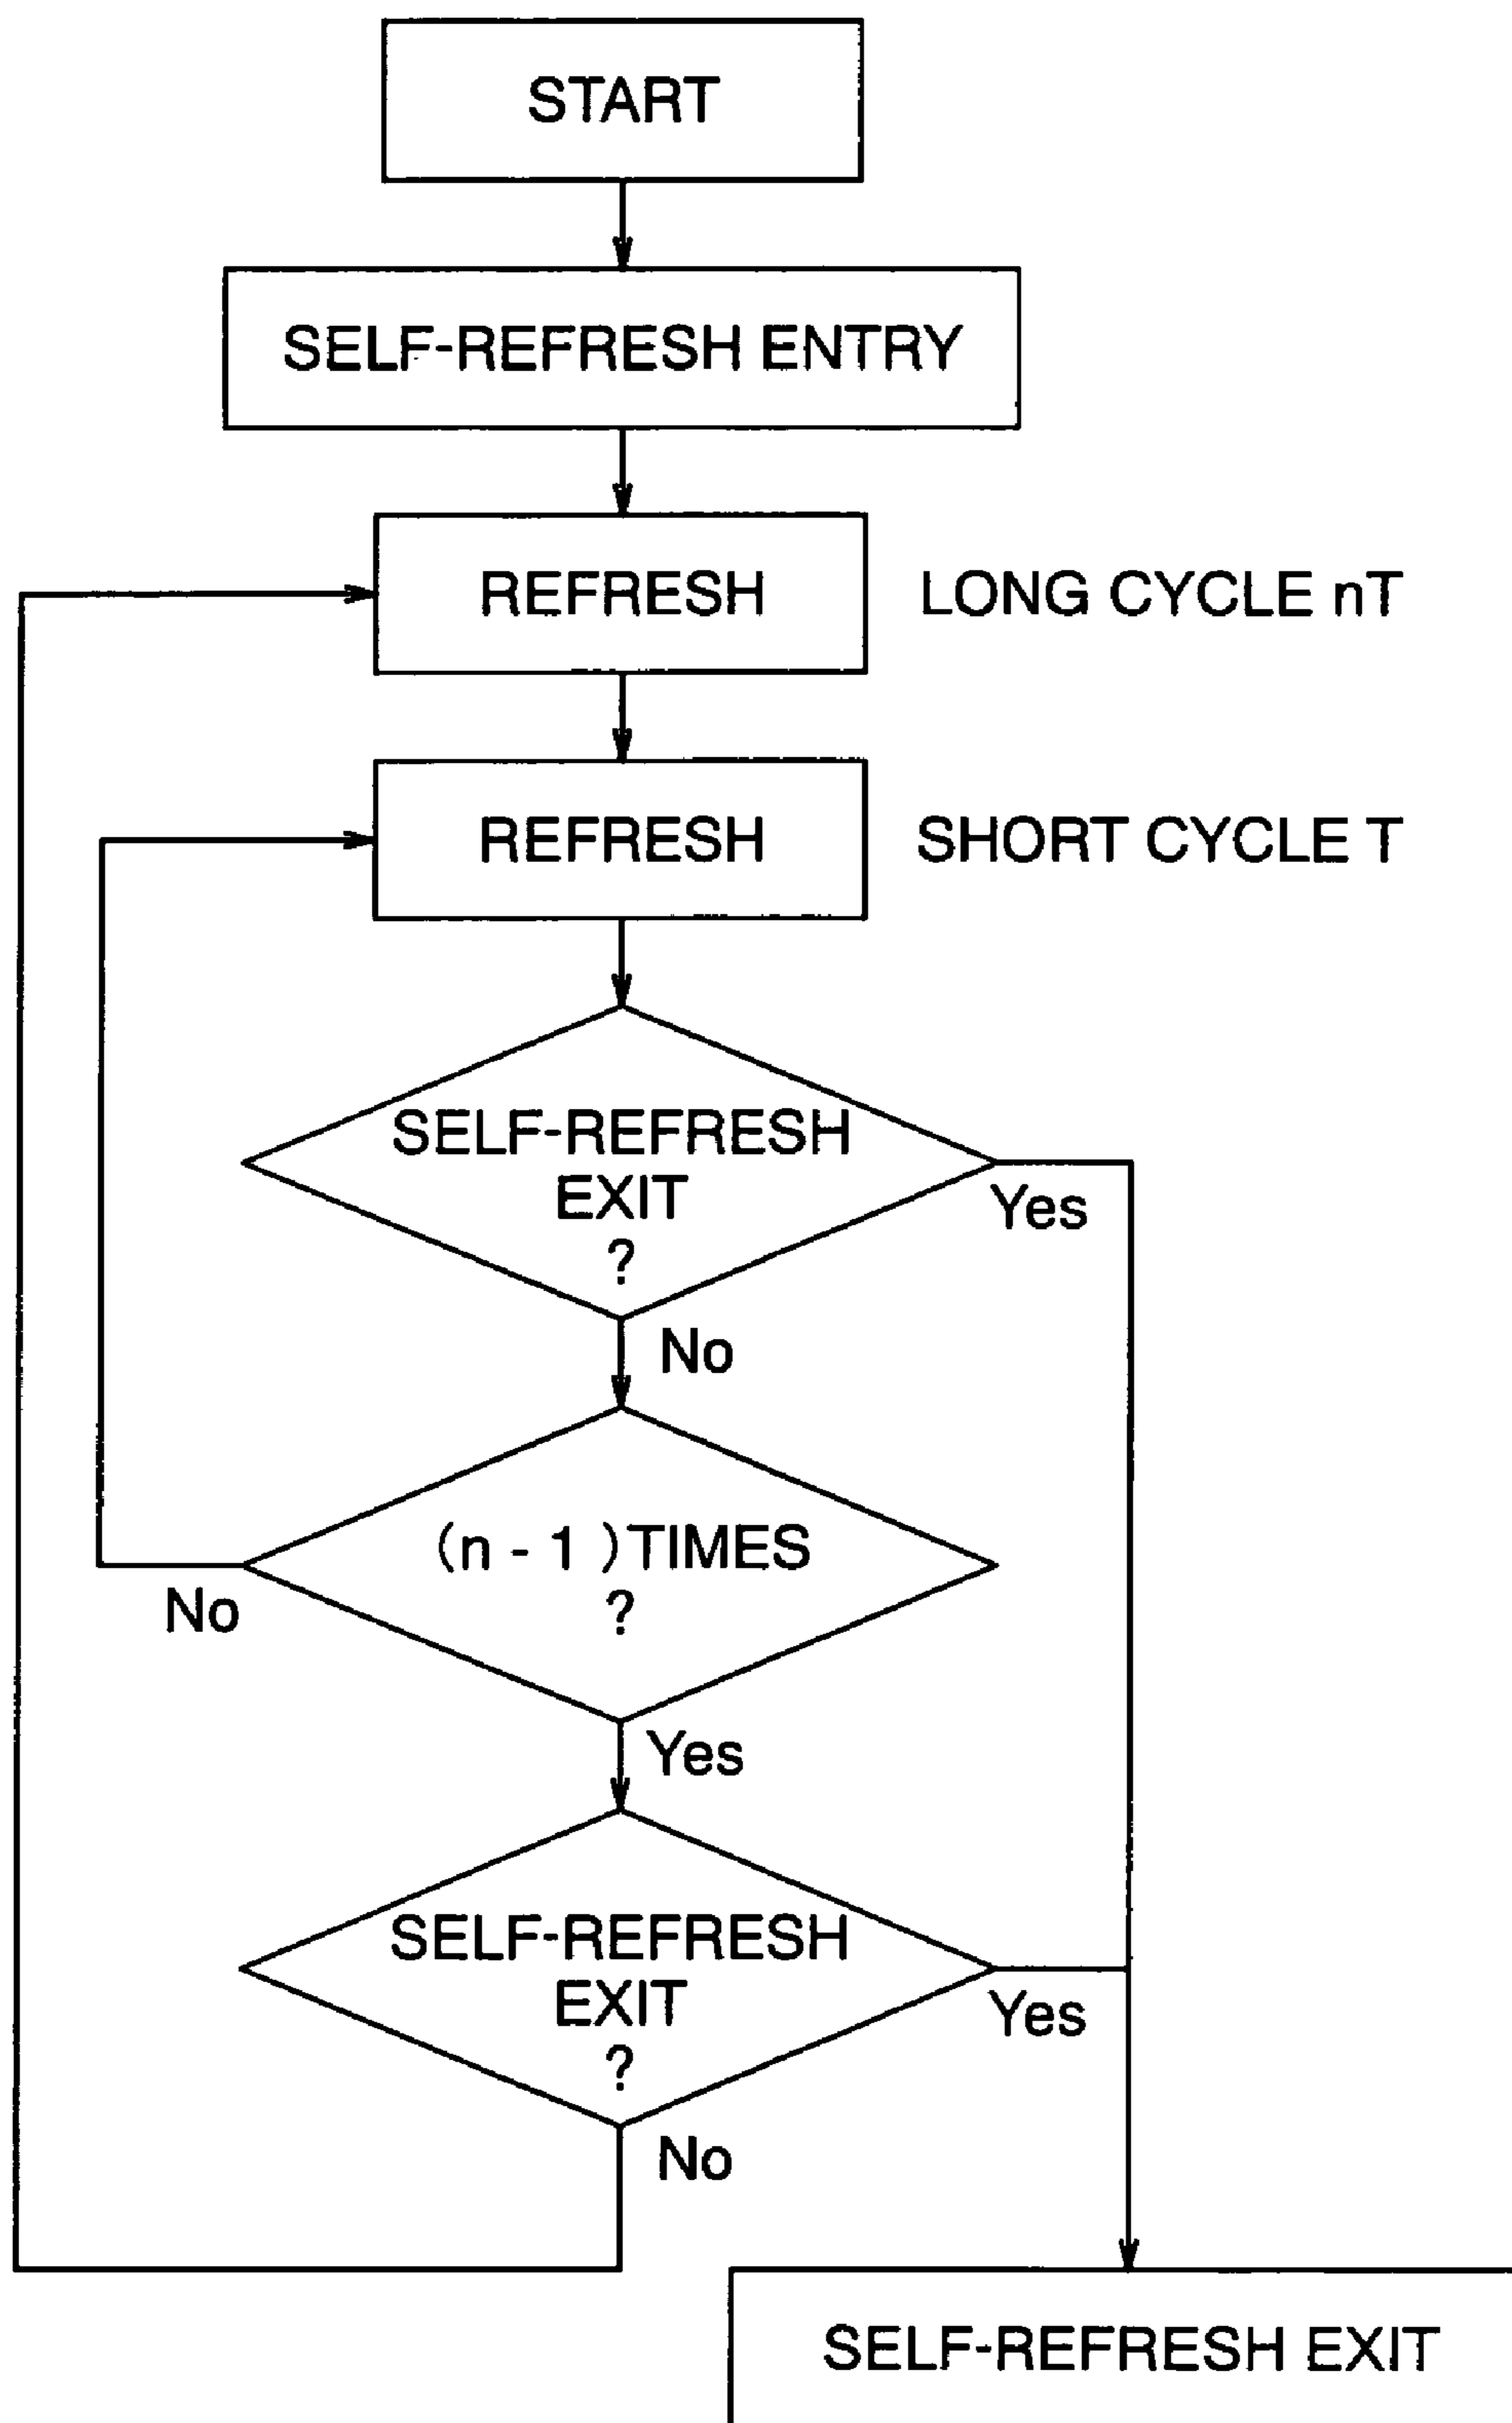 START
SELF-REFRESH ENTRY
REFRESH
LONG CYCLE nT
REFRESH
SHORT CYCLE T
SELF-REFRESH
EXIT
?
Yes
No
(n - 1 )TIMES
?
No
Yes
SELF-REFRESH
EXIT
?
Yes
No
SELF-REFRESH EXIT